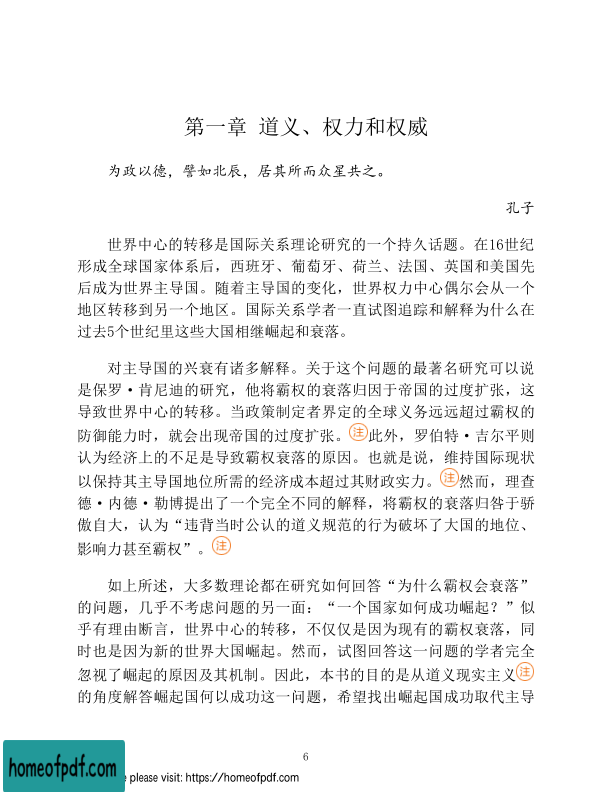 第一章 道义、权力和权威
为政以德，譬如北辰，居其所而众星共之。
孔子
世界中心的转移是国际关系理论研究的一个持久话题。在16世纪
形成全球国家体系后，西班牙、葡萄牙、荷兰、法国、英国和美国先
后成为世界主导国。随着主导国的变化，世界权力中心偶尔会从一个
地区转移到另一个地区。国际关系学者一直试图追踪和解释为什么在
过去5个世纪里这些大国相继崛起和衰落。
对主导国的兴衰有诸多解释。关于这个问题的最著名研究可以说
是保罗·肯尼迪的研究，他将霸权的衰落归因于帝国的过度扩张，这
导致世界中心的转移。当政策制定者界定的全球义务远远超过霸权的
防御能力时，就会出现帝国的过度扩张。注此外，罗伯特·吉尔平则
认为经济上的不足是导致霸权衰落的原因。也就是说，维持国际现状
以保持其主导国地位所需的经济成本超过其财政实力。注然而，理查
德·内德·勒博提出了一个完全不同的解释，将霸权的衰落归咎于骄
傲自大，认为“违背当时公认的道义规范的行为破坏了大国的地位、
影响力甚至霸权”。注
如上所述，大多数理论都在研究如何回答“为什么霸权会衰落”
的问题，几乎不考虑问题的另一面：“一个国家如何成功崛起？”似
乎有理由断言，世界中心的转移，不仅仅是因为现有的霸权衰落，同
时也是因为新的世界大国崛起。然而，试图回答这一问题的学者完全
忽视了崛起的原因及其机制。因此，本书的目的是从道义现实主义注
的角度解答崛起国何以成功这一问题，希望找出崛起国成功取代主导
6
homeofpdf.com
e please visit: https://homeofpdf.com